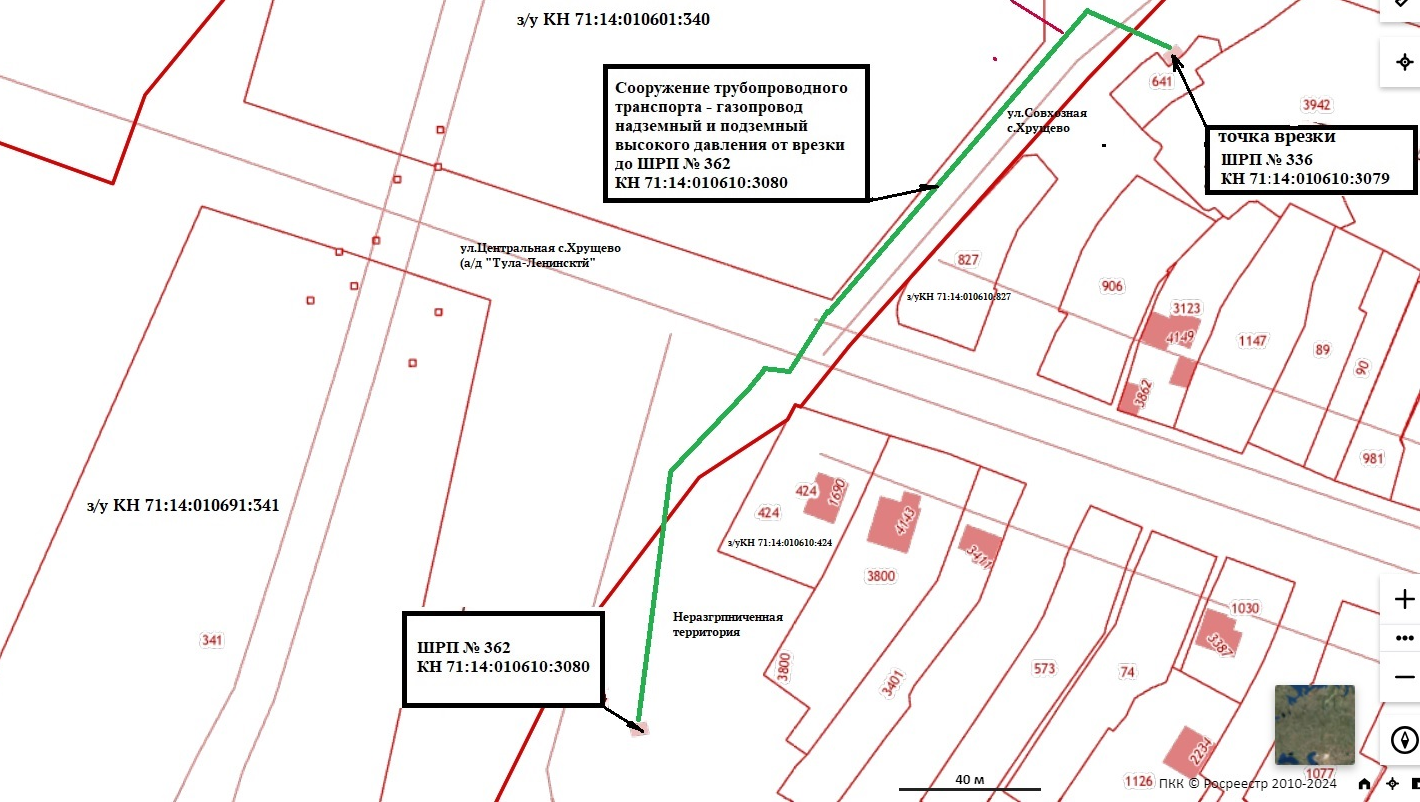 з/у КН 71:14:010601:340
Сооружение трубопроводного
транспорта - газопровод
надземный и подземный
высокого давления от врезки
до ШРП № 362
КН 71:14:010610:3080
641
3942
ул.Совхозная
с.Хрущево
точка врезки
ШРП № 336
КН 71:14:010610:3079
ул.Центральная с.Хрущево
(а/д "Тула-Ленинсктй"
827
з/уКН 71:14:010610:827
906
3123
4149
1147
89
90
3862
981
з/у КН 71:14:010691:341
424
1690
424
4143
з/уКН 71:14:010610:424
3411
3800
1030
3387
Неразгрпниченная
территория
341
ШРП № 362
КН 71:14:010610:3080
3800
3401
573
74
2234
1077
1126
40 м
ПКК © Росреестр 2010-2024